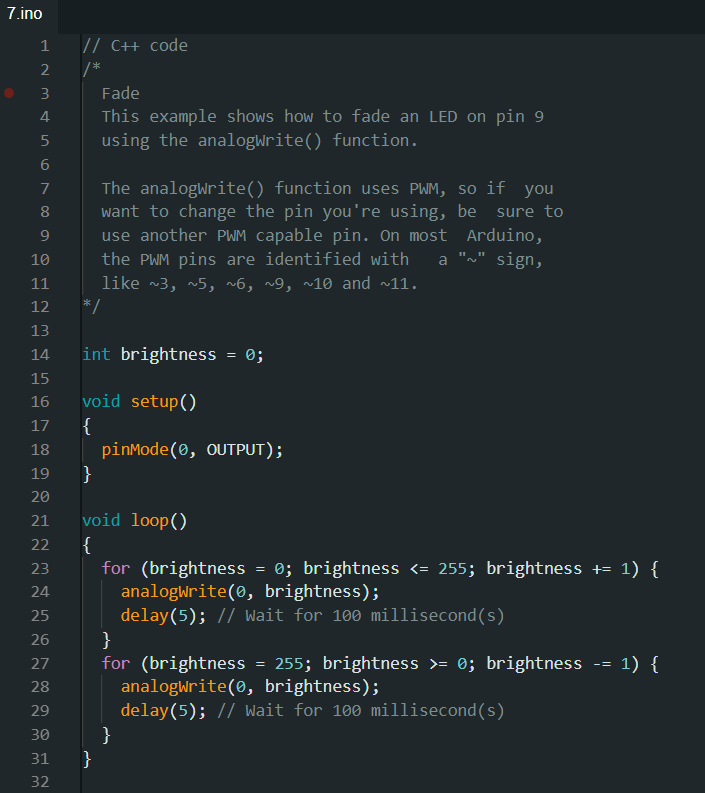 7.ino
1 // C++ code
2 /*
3   Fade
4   This example shows how to fade an LED on pin 9
5   using the analogWrite() function.
6
7   The analogWrite() function uses PWM, so if  you
8   want to change the pin you're using, be  sure to
9   use another PWM capable pin. On most  Arduino,
10   the PWM pins are identified with   a "~" sign,
11   like ~3, ~5, ~6, ~9, ~10 and ~11.
12 */
13
14 int brightness = 0;
15
16 void setup()
17 {
18   pinMode(0, OUTPUT);
19 }
20
21 void loop()
22 {
23   for (brightness = 0; brightness <= 255; brightness += 1) {
24     analogWrite(0, brightness);
25     delay(5); // Wait for 100 millisecond(s)
26   }
27   for (brightness = 255; brightness >= 0; brightness -= 1) {
28     analogWrite(0, brightness);
29     delay(5); // Wait for 100 millisecond(s)
30   }
31 }
32